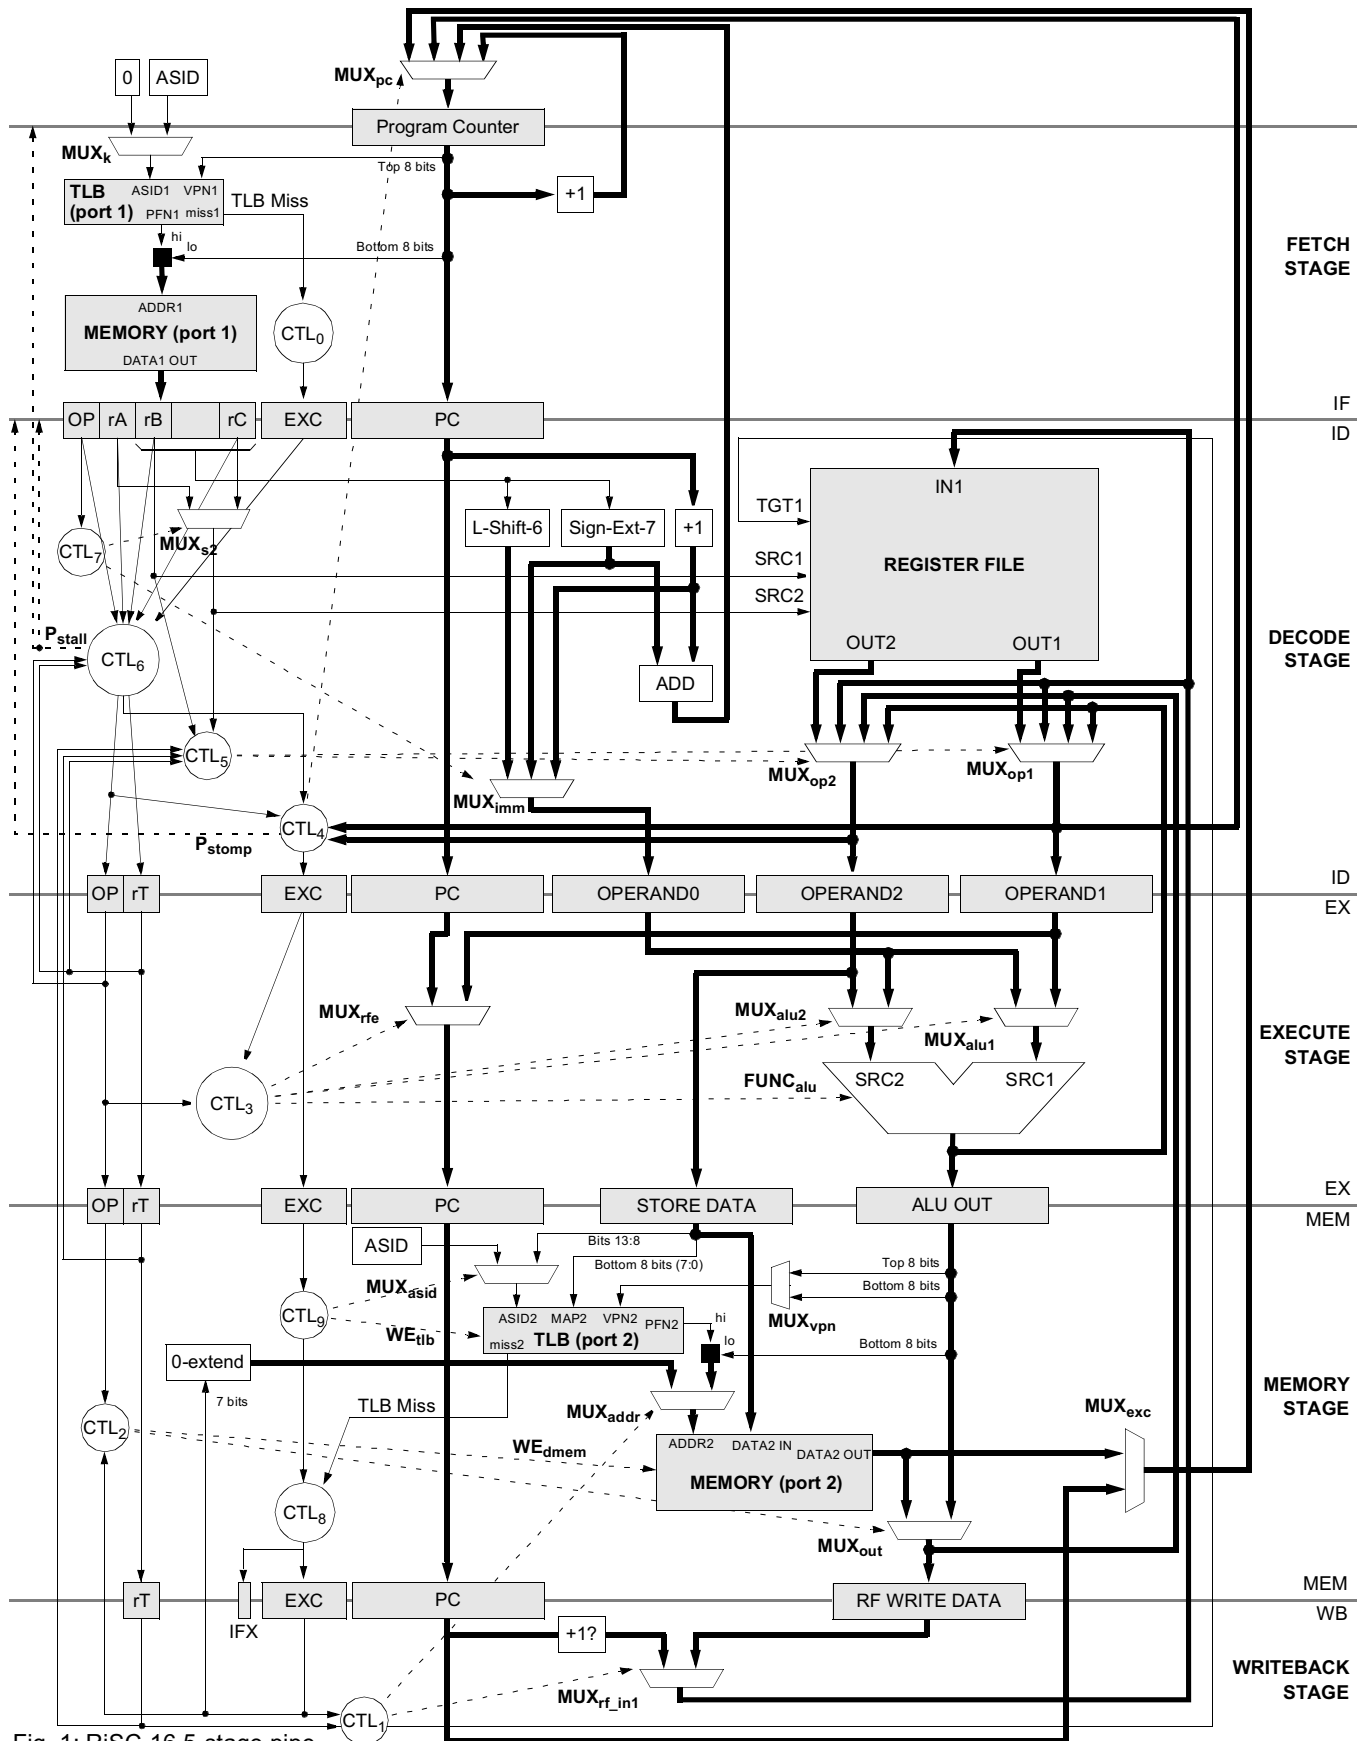 MUXpc
0
ASID
Program Counter
MUXk
Top 8 bits
TLB
(port 1)
ASID1
VPN1
PFN1
miss1
TLB Miss
+1
hi
lo
Bottom 8 bits
FETCH
STAGE
ADDR1
MEMORY (port 1)
DATA1 OUT
CTL0
OP
rA
rB
rC
EXC
PC
IF
ID
IN1
TGT1
L-Shift-6
Sign-Ext-7
+1
CTL7
MUXs2
SRC1
REGISTER FILE
SRC2
Pstall
CTL6
OUT2
OUT1
DECODE
STAGE
ADD
CTL5
MUXop2
MUXop1
MUXimm
CTL4
Pstomp
OP
rT
EXC
PC
OPERAND0
OPERAND2
OPERAND1
ID
EX
MUXrfe
MUXalu2
MUXalu1
EXECUTE
STAGE
FUNCalu
SRC2
SRC1
CTL3
OP
rT
EXC
PC
STORE DATA
ALU OUT
EX
MEM
ASID
Bits 13:8
Bottom 8 bits (7:0)
Top 8 bits
Bottom 8 bits
MUXasid
CTL9
WEtlb
ASID2
MAP2
VPN2
PFN2
miss2
TLB (port 2)
hi
lo
MUXvpn
Bottom 8 bits
0-extend
7 bits
TLB Miss
MUXaddr
MEMORY
STAGE
MUXexc
CTL2
WEdmem
ADDR2
DATA2 IN
DATA2 OUT
MEMORY (port 2)
CTL8
MUXout
rT
IFX
EXC
PC
RF WRITE DATA
MEM
WB
+1?
MUXrf_in1
WRITEBACK
STAGE
CTL1
Fig. 1: RiSC-16 5-stage pipe